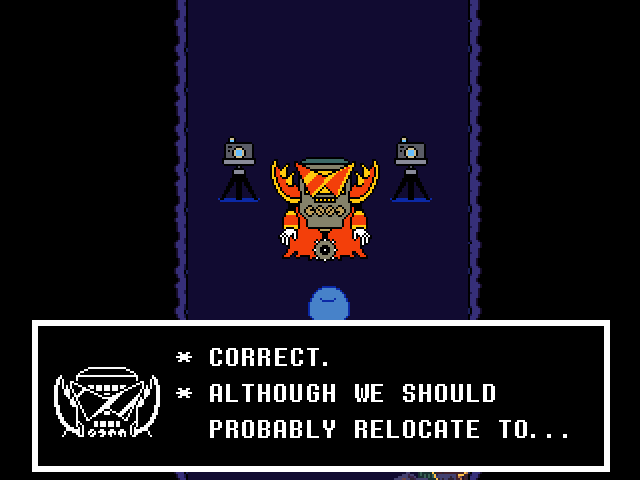 * CORRECT.
* ALTHOUGH WE SHOULD
PROBABLY RELOCATE TO...